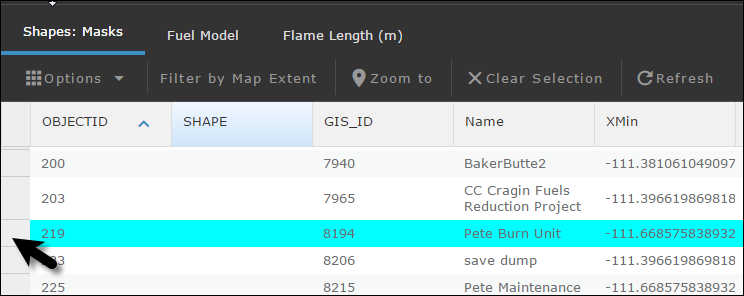 Shapes: Masks Fuel Model Flame Length (m)
Options Filter by Map Extent Zoom to Clear Selection Refresh
OBJECTID SHAPE GIS_ID Name XMin
200 7940 BakerButte2 -111.381061049097
203 7965 CC Cragin Fuels Reduction Project -111.396619869818
219 8194 Pete Burn Unit -111.668575838932
8206 save dump -111.396619869818
225 8215 Pete Maintenance -111.668575838932